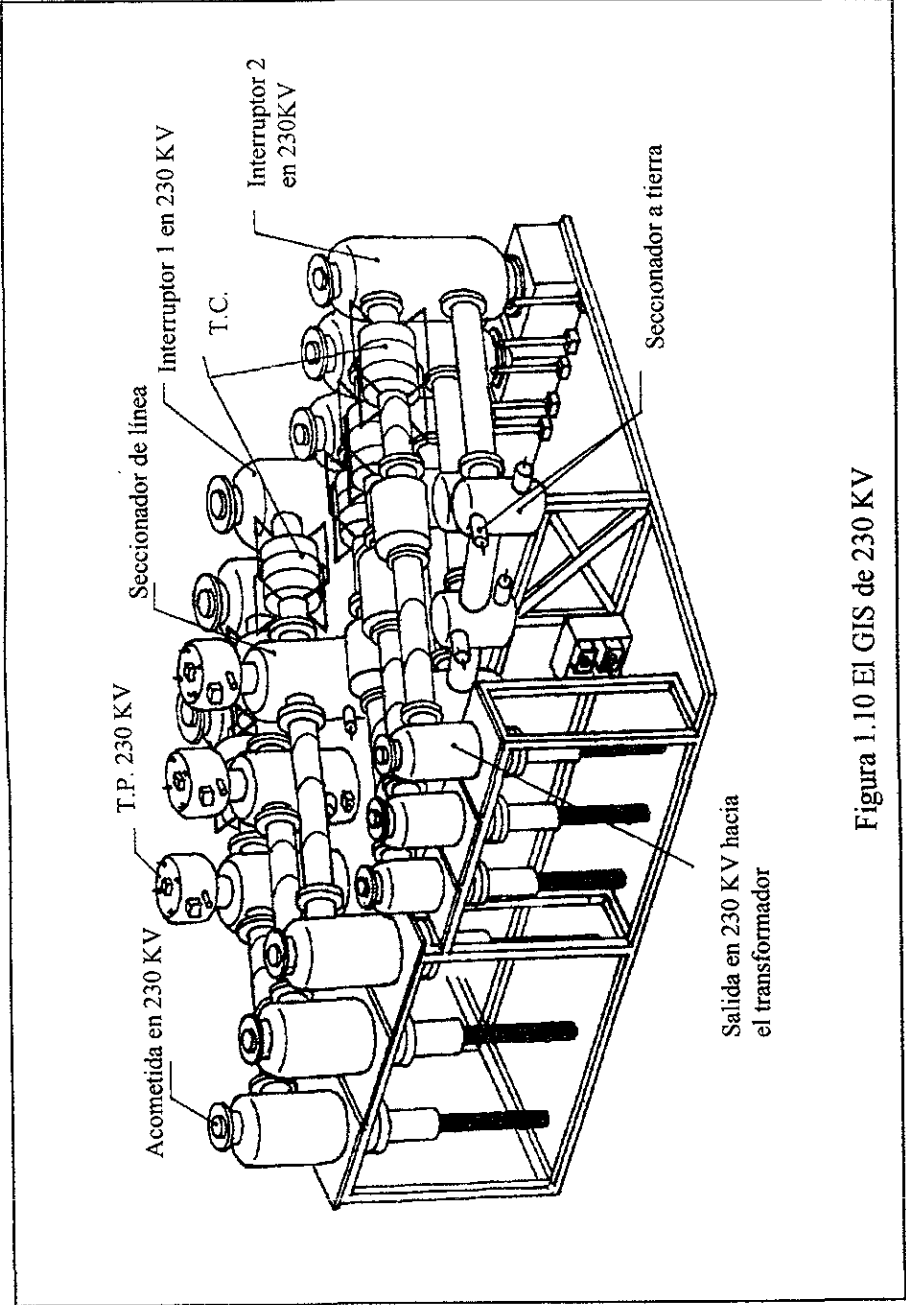 Acometida en 230 KV
T.P. 230 KV
Seccionador de línea
Interruptor 1 en 230 KV
T.C.
Interruptor 2
en 230KV
Seccionador a tierra
Salida en 230 KV hacia
el transformador
Figura 1.10 El GIS de 230 KV